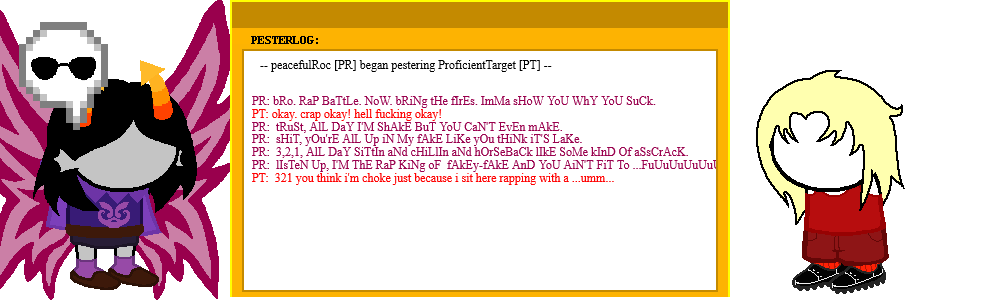 PESTERLOG:
-- peacefulRoc [PR] began pestering ProficientTarget [PT] --
PR: bRo. RaP BaTtLe. NoW. bRiNg tHe fIrEs. ImMa sHoW YoU WhY YoU SuCk.
PT: okay. crap okay! hell fucking okay!
PR: tRuSt, AlL DaY I'M ShAkE BuT YoU CaN'T EvEn mAkE.
PR: sHiT, yOu'rE AlL Up iN My fAkE LiKe yOu tHiNk iT'S LaKe.
PR: 3,2,1, AlL DaY SiTtIn aNd cHiLlIn aNd hOrSeBaCk lIkE SoMe kInD Of aSsCrAcK.
PR: lIsTeN Up, I'M ThE RaP KiNg oF fAkEy-fAkE AnD YoU AiN'T FiT To ...FuUuUuUuUuU
PT: 321 you think i'm choke just because i sit here rapping with a ...umm...